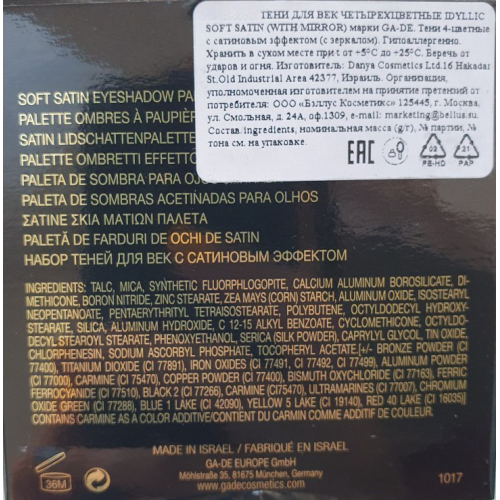 ТЕНИ ДЛЯ ВЕК ЧЕТЫРЕХЦВЕТНЫЕ IDYLLIC
SOFT SATIN (WITH MIRROR) марки GA-DE. Тени 4-цветные
с сатиновым эффектом (с зеркалом). Гипоаллергенно.
Хранить в сухом месте при t от +5°C до +25°C. Беречь от
ударов и огня. Изготовитель: Danya Cosmetics Ltd.16 Hakadar
St.Old Industrial Area 42377, Израиль. Организация,
уполномоченная изготовителем на принятие претензий от
потребителя: ООО «Бэллус Косметик» 125445, г. Москва,
ул. Смольная, д. 24А, оф.1309, e-mail: marketing@bellus.su
Состав ingredients, номинальная масса (g/г), № партии, №
тона см. на упаковке.
EAC
02
PE-HD
21
PAP
SOFT SATIN EYESHADOW PA
PALETTE OMBRES À PAUPIÈR
SATIN LIDSCHATTENPALETTE
PALETTE OMBRETTI EFFETTO
PALETA DE SOMBRA PARA OJOS
PALETA DE SOMBRAS ACETINADAS PARA OLHOS
ΣΑΤΙΝΕ ΣΚΙΑ ΜΑΤΙΩΝ ΠΑΛΕΤΑ
PALETĂ DE FARDURI DE OCHI DE SATIN
НАБОР ТЕНЕЙ ДЛЯ ВЕК С САТИНОВЫМ ЭФФЕКТОМ
INGREDIENTS: TALC, MICA, SYNTHETIC FLUORPHLOGOPITE, CALCIUM ALUMINUM BOROSILICATE, DI-
METHICONE, BORON NITRIDE, ZINC STEARATE, ZEA MAYS (CORN) STARCH, ALUMINUM OXIDE, ISOSTEARYL
NEOPENTANOATE, PENTAERYTHRITYL TETRAISOSTEARATE, POLYBUTENE, OCTYLDODECYL HYDROXY-
STEARATE, SILICA, ALUMINUM HYDROXIDE, C 12-15 ALKYL BENZOATE, CYCLOMETHICONE, OCTYLDO-
DECYL STEAROYL STEARATE, PHENOXYETHANOL, SERICA (SILK POWDER), CAPRYLYL GLYCOL, TIN OXIDE,
CHLORPHENESIN, SODIUM ASCORBYL PHOSPHATE, TOCOPHERYL ACETATE.[+/- BRONZE POWDER (CI
77400), TITANIUM DIOXIDE (CI 77891), IRON OXIDES (CI 77491, CI 77492, CI 77499), ALUMINUM POWDER
(CI 77000), CARMINE (CI 75470), COPPER POWDER (CI 77400), BISMUTH OXYCHLORIDE (CI 77163), FERRIC
FERROCYANIDE (CI 77510), BLACK 2 (CI 77266), CARMINE (CI75470), ULTRAMARINES (CI 77007), CHROMIUM
OXIDE GREEN (CI 77288), BLUE 1 LAKE (CI 42090), YELLOW 5 LAKE (CI 19140), RED 40 LAKE (CI 16035)]
CONTAINS CARMINE AS A COLOR ADDITIVE/CONTIENT DU CARMIN COMME ADDITIF DE COULEUR.
MADE IN ISRAEL / FABRIQUÉ EN ISRAEL
GA-DE EUROPE GmbH
Möhlstraße 35, 81675 München, Germany
www.gadecosmetics.com
36M
1017